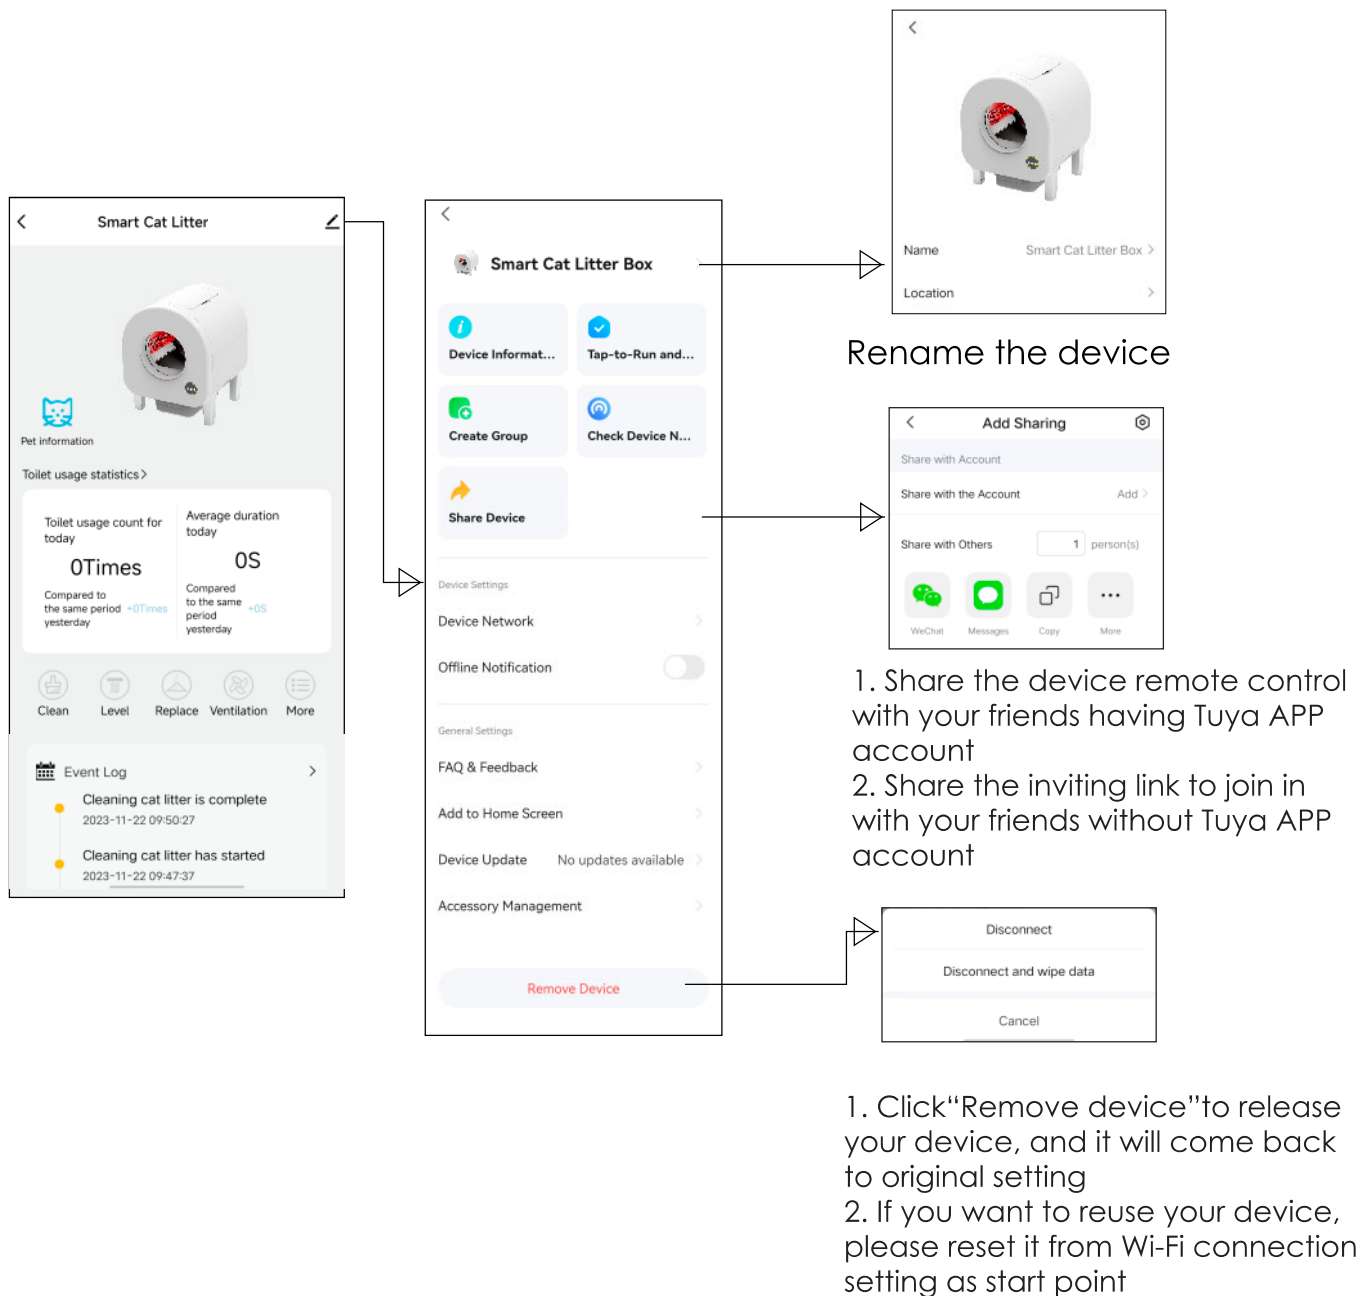 Smart Cat Litter
Pet information
Toilet usage statistics
Toilet usage count for
today
0Times
Compared to
the same period +0Times
yesterday
Average duration
today
0S
Compared
to the same +0S
period
yesterday
Clean Level Replace Ventilation More
Event Log
Cleaning cat litter is complete
2023-11-22 09:50:27
Cleaning cat litter has started
2023-11-22 09:47:37
Smart Cat Litter Box
Device Informat...
Tap-to-Run and...
Create Group
Check Device N...
Share Device
Device Settings
Device Network
Offline Notification
General Settings
FAQ & Feedback
Add to Home Screen
Device Update No updates available
Accessory Management
Remove Device
Name Smart Cat Litter Box
Location
Rename the device
Add Sharing
Share with Account
Share with the Account Add
Share with Others 1 person(s)
WeChat Messages Copy More
1. Share the device remote control
with your friends having Tuya APP
account
2. Share the inviting link to join in
with your friends without Tuya APP
account
Disconnect
Disconnect and wipe data
Cancel
1. Click“Remove device”to release
your device, and it will come back
to original setting
2. If you want to reuse your device,
please reset it from Wi-Fi connection
setting as start point